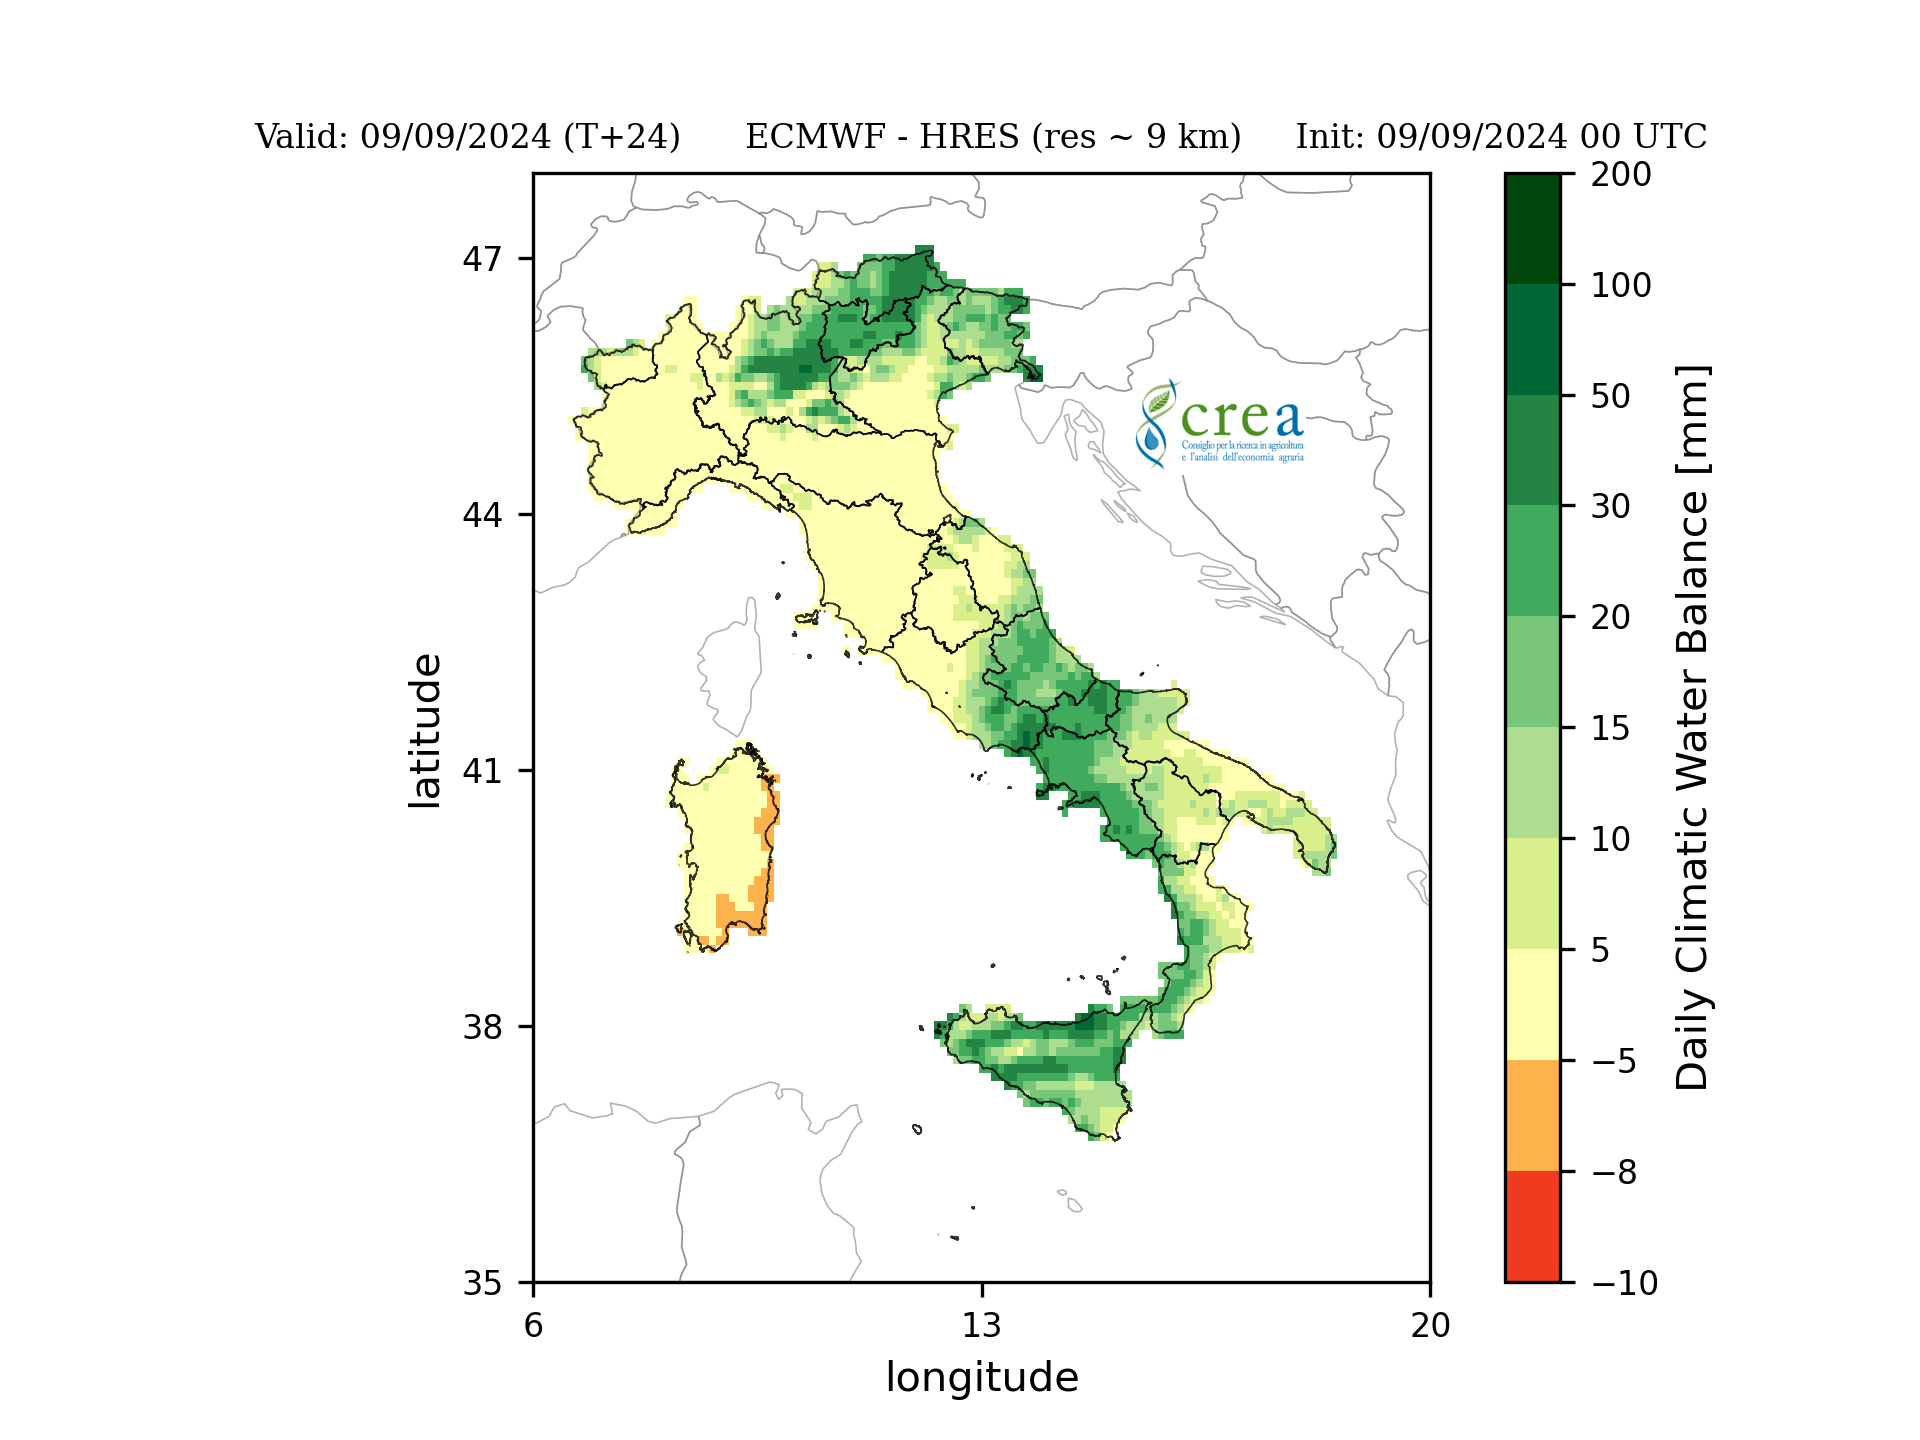 Valid: 09/09/2024 (T+24) ECMWF - HRES (res ~ 9 km) Init: 09/09/2024 00 UTC
47
44
41
38
35
latitude
6 13 20
longitude
crea
Consiglio per la ricerca in agricoltura
e l'analisi dell'economia agraria
200
100
50
30
20
15
10
5
−5
−8
−10
Daily Climatic Water Balance [mm]